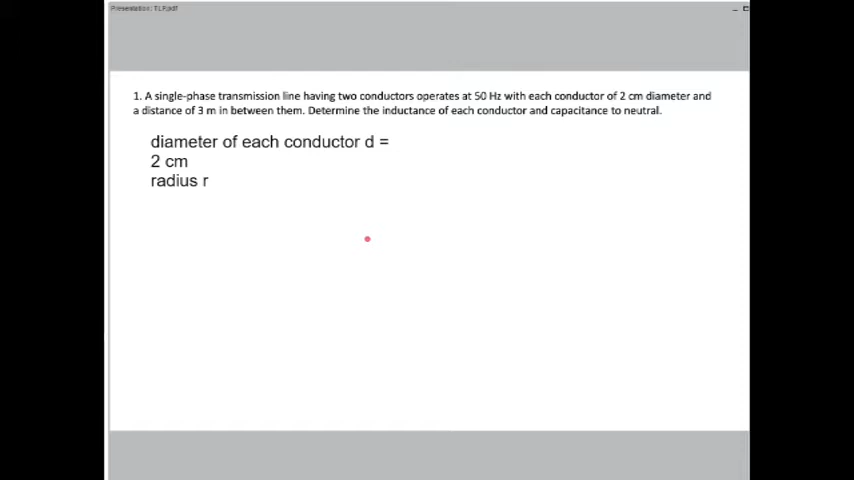 Presentation: TLP.pdf
1. A single-phase transmission line having two conductors operates at 50 Hz with each conductor of 2 cm diameter and
a distance of 3 m in between them. Determine the inductance of each conductor and capacitance to neutral.
diameter of each conductor d =
2 cm
radius r